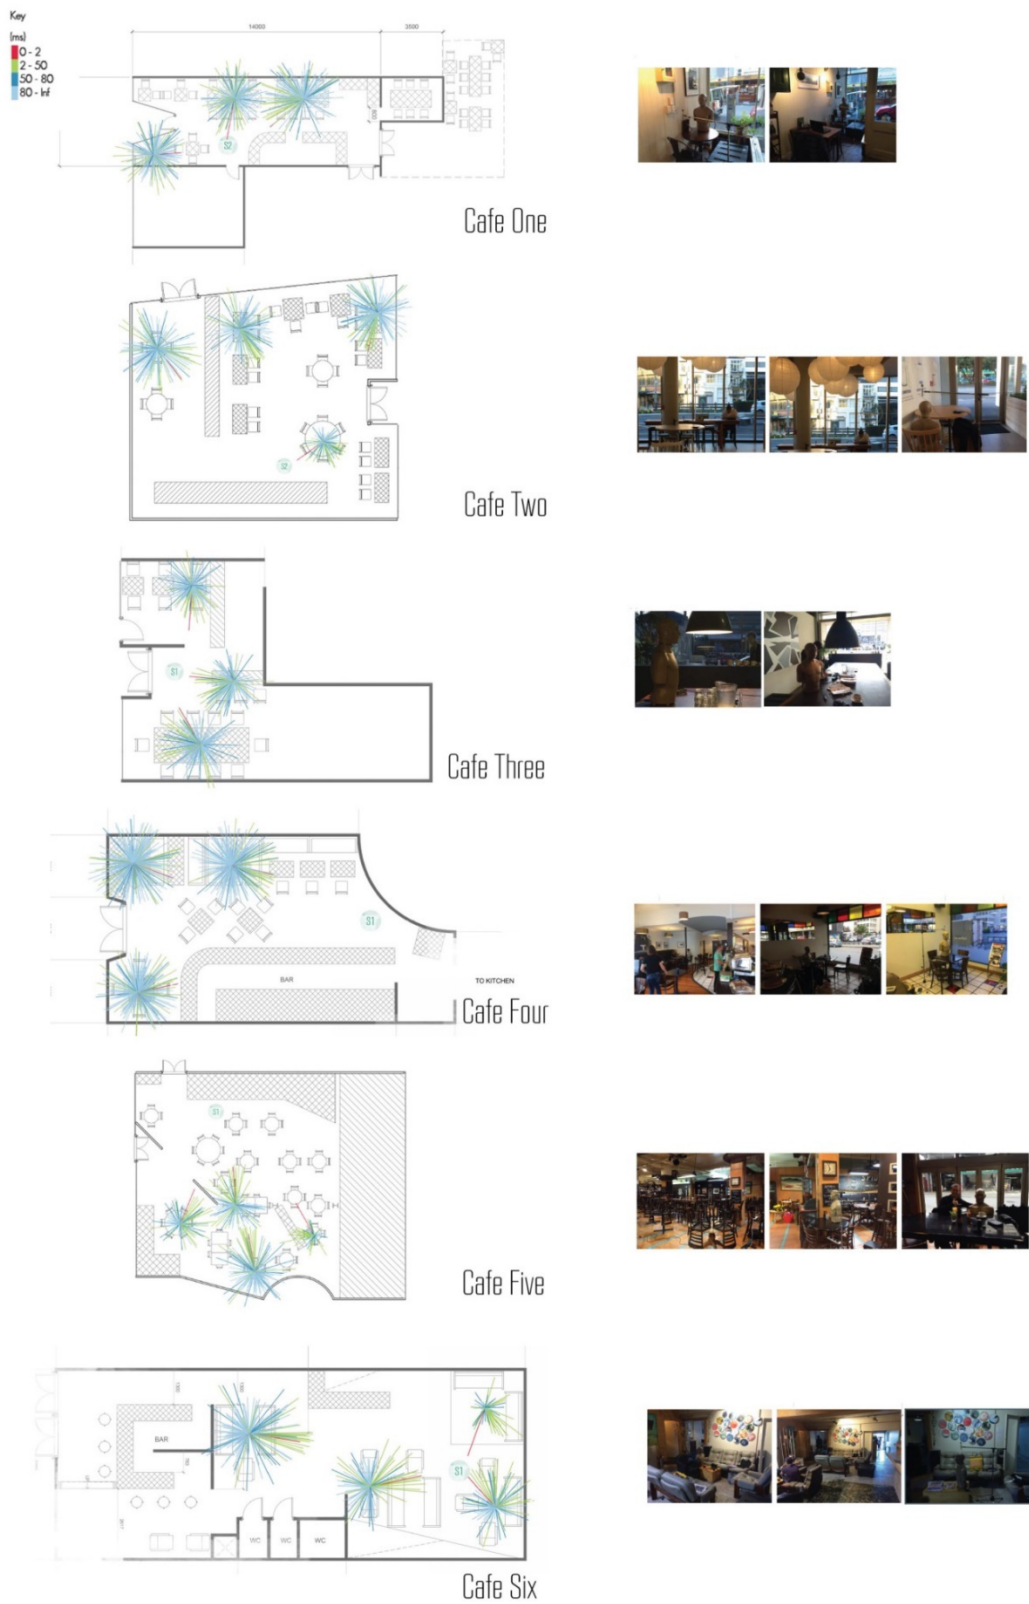 Key
(ms)
0 - 2
2 - 50
50 - 80
80 - Inf
14000
3500
S2
Cafe One
S2
Cafe Two
S1
Cafe Three
S1
BAR
TO KITCHEN
Cafe Four
S1
Cafe Five
BAR
S1
WC
WC
WC
Cafe Six